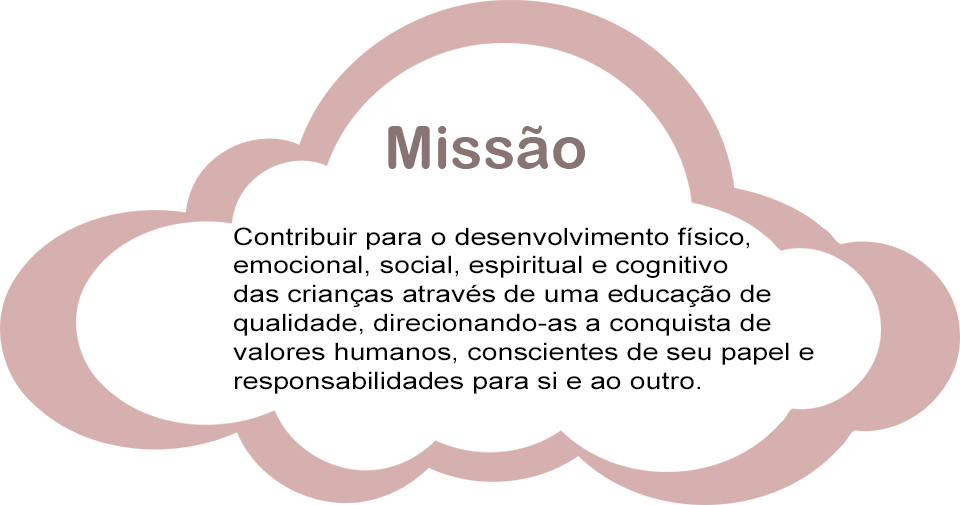 Missão
Contribuir para o desenvolvimento físico,
emocional, social, espiritual e cognitivo
das crianças através de uma educação de
qualidade, direcionando-as a conquista de
valores humanos, conscientes de seu papel e
responsabilidades para si e ao outro.